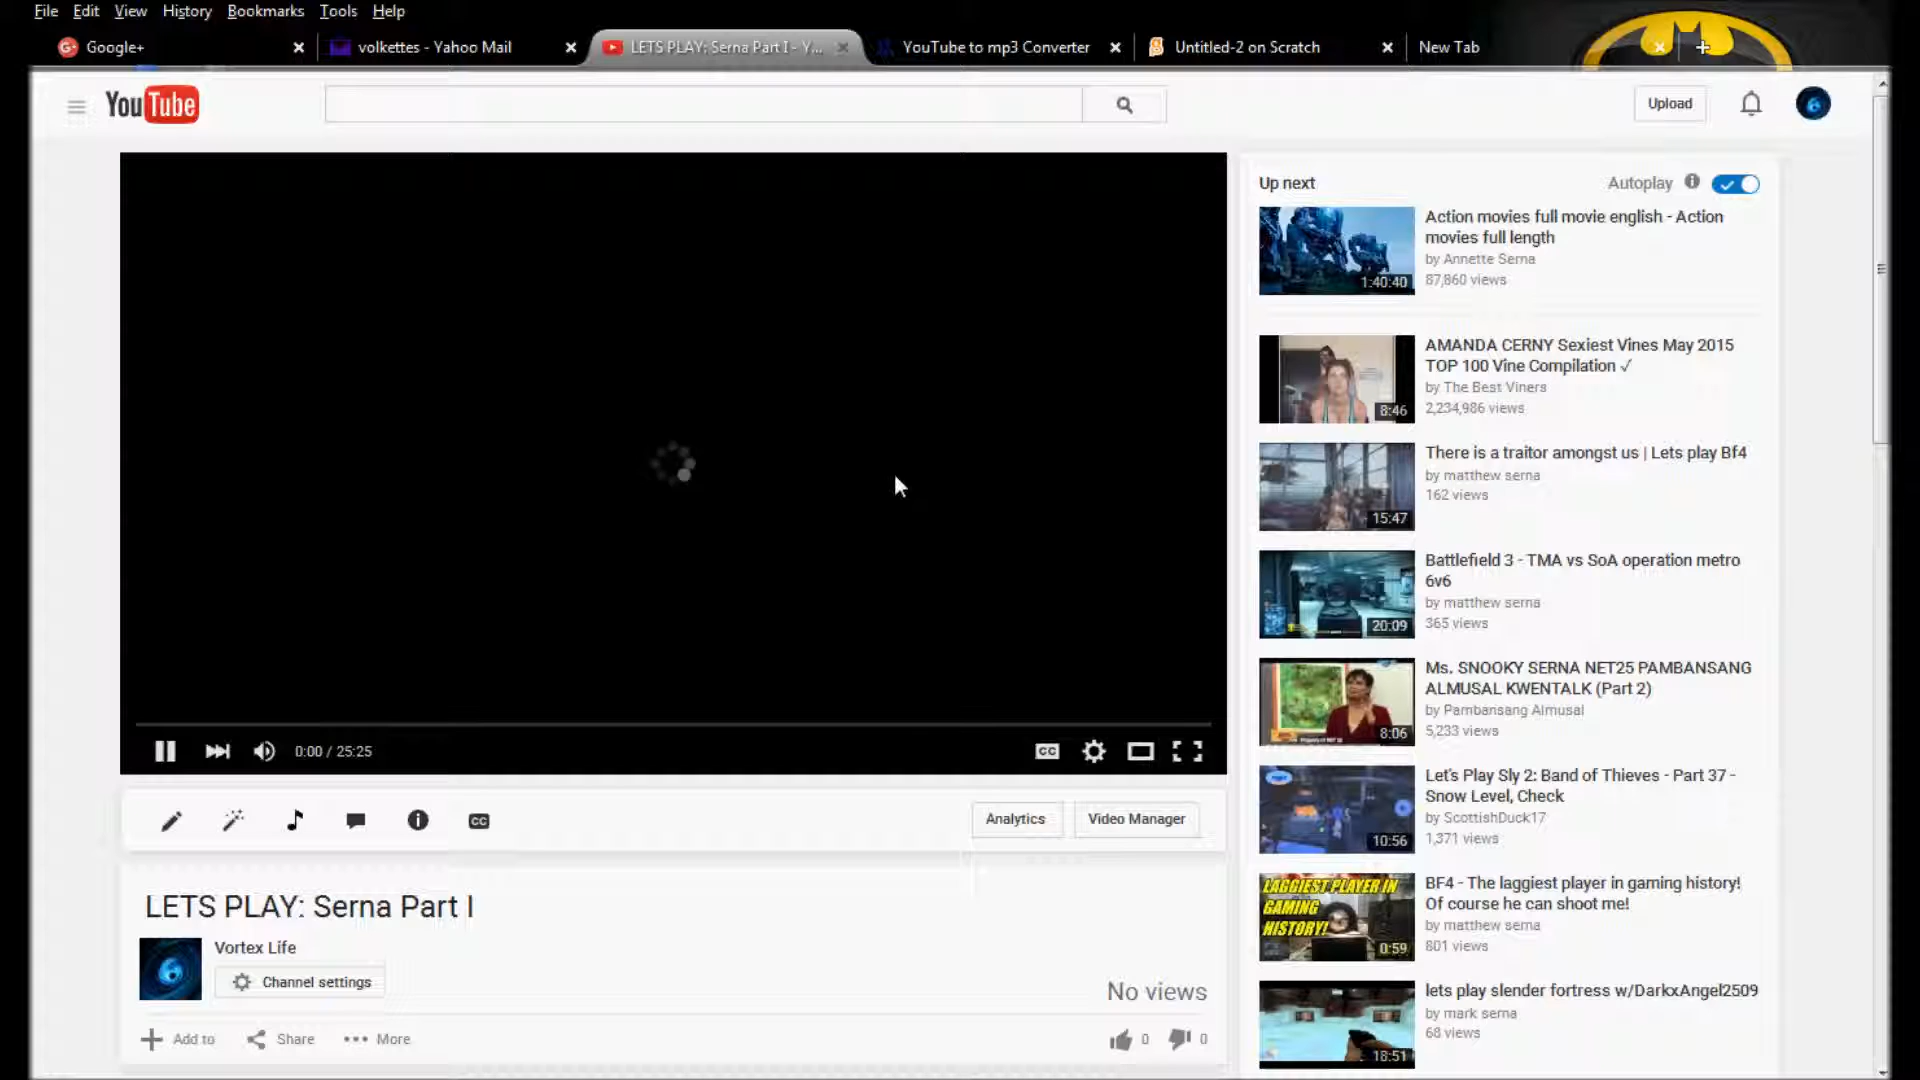 File Edit View History Bookmarks Tools Help
Google+ volkettes - Yahoo Mail LETS PLAY: Serna Part I - Y... YouTube to mp3 Converter Untitled-2 on Scratch New Tab
YouTube Upload
Up next Autoplay
Action movies full movie english - Action
movies full length
by Annette Serna
87,860 views
1:40:40
AMANDA CERNY Sexiest Vines May 2015
TOP 100 Vine Compilation ✓
by The Best Viners
2,234,986 views
8:46
There is a traitor amongst us | Lets play Bf4
by matthew serna
162 views
15:47
Battlefield 3 - TMA vs SoA operation metro
6v6
by matthew serna
365 views
20:09
Ms. SNOOKY SERNA NET25 PAMBANSANG
ALMUSAL KWENTALK (Part 2)
by Pambansang Almusal
5,233 views
8:06
Let's Play Sly 2: Band of Thieves - Part 37 -
Snow Level, Check
by ScottishDuck17
1,371 views
10:56
BF4 - The laggiest player in gaming history!
Of course he can shoot me!
by matthew serna
801 views
LAGGIEST PLAYER IN
GAMING
HISTORY!
0:59
lets play slender fortress w/DarkxAngel2509
by mark serna
68 views
18:51
0:00 / 25:25 CC
CC Analytics Video Manager
LETS PLAY: Serna Part I
Vortex Life
Channel settings
No views
Add to Share More 0 0